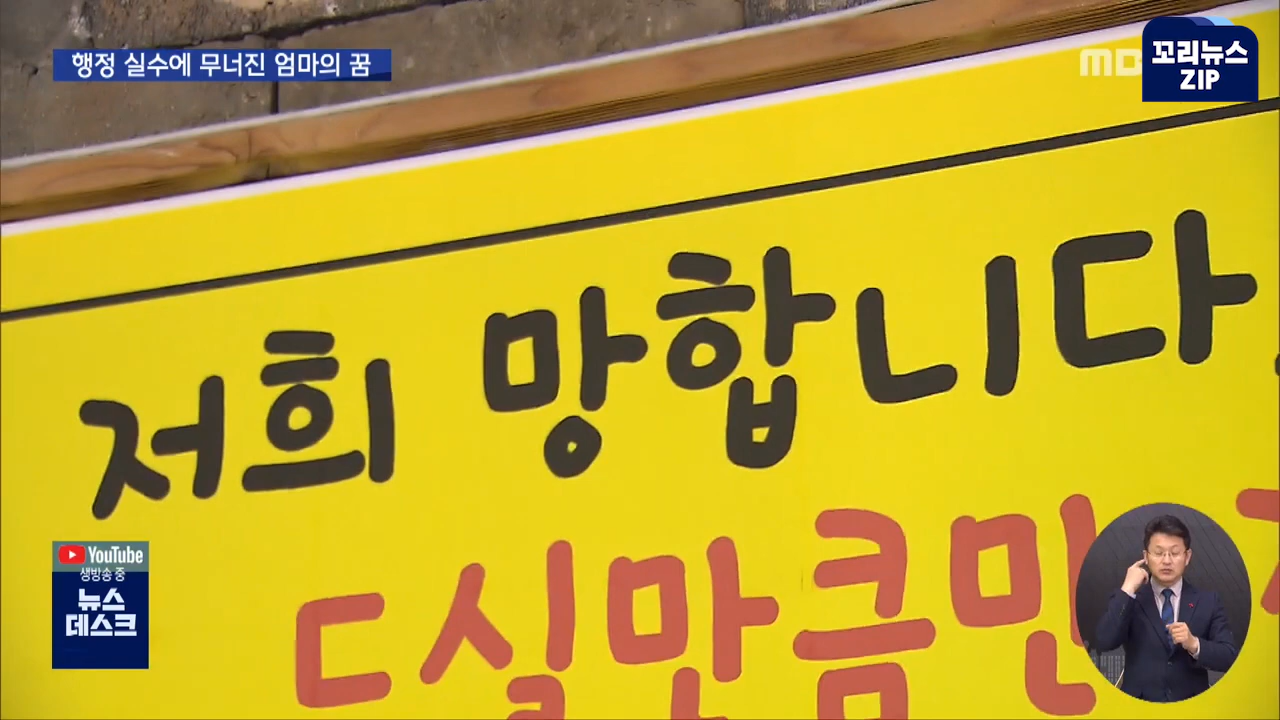 행정 실수에 무너진 엄마의 꿈
꼬리뉴스
ZIP
저희 망합니다
YouTube
생방송 중
뉴스
데스크